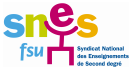 snes
fsu
Syndicat National
des Enseignements
de Second degré